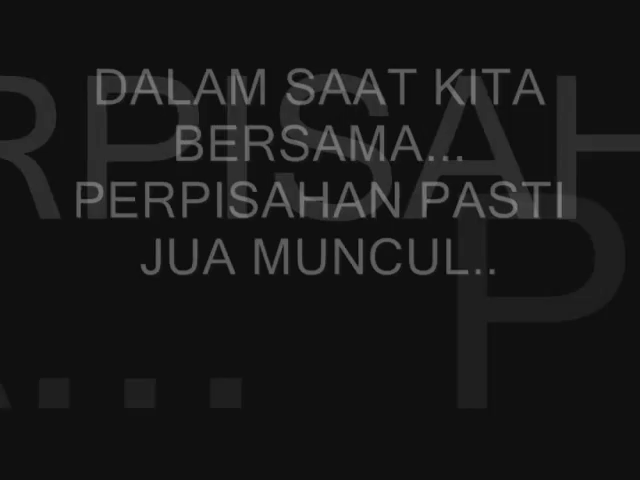 DALAM SAAT KITA
BERSAMA...
PERPISAHAN PASTI
JUA MUNCUL..